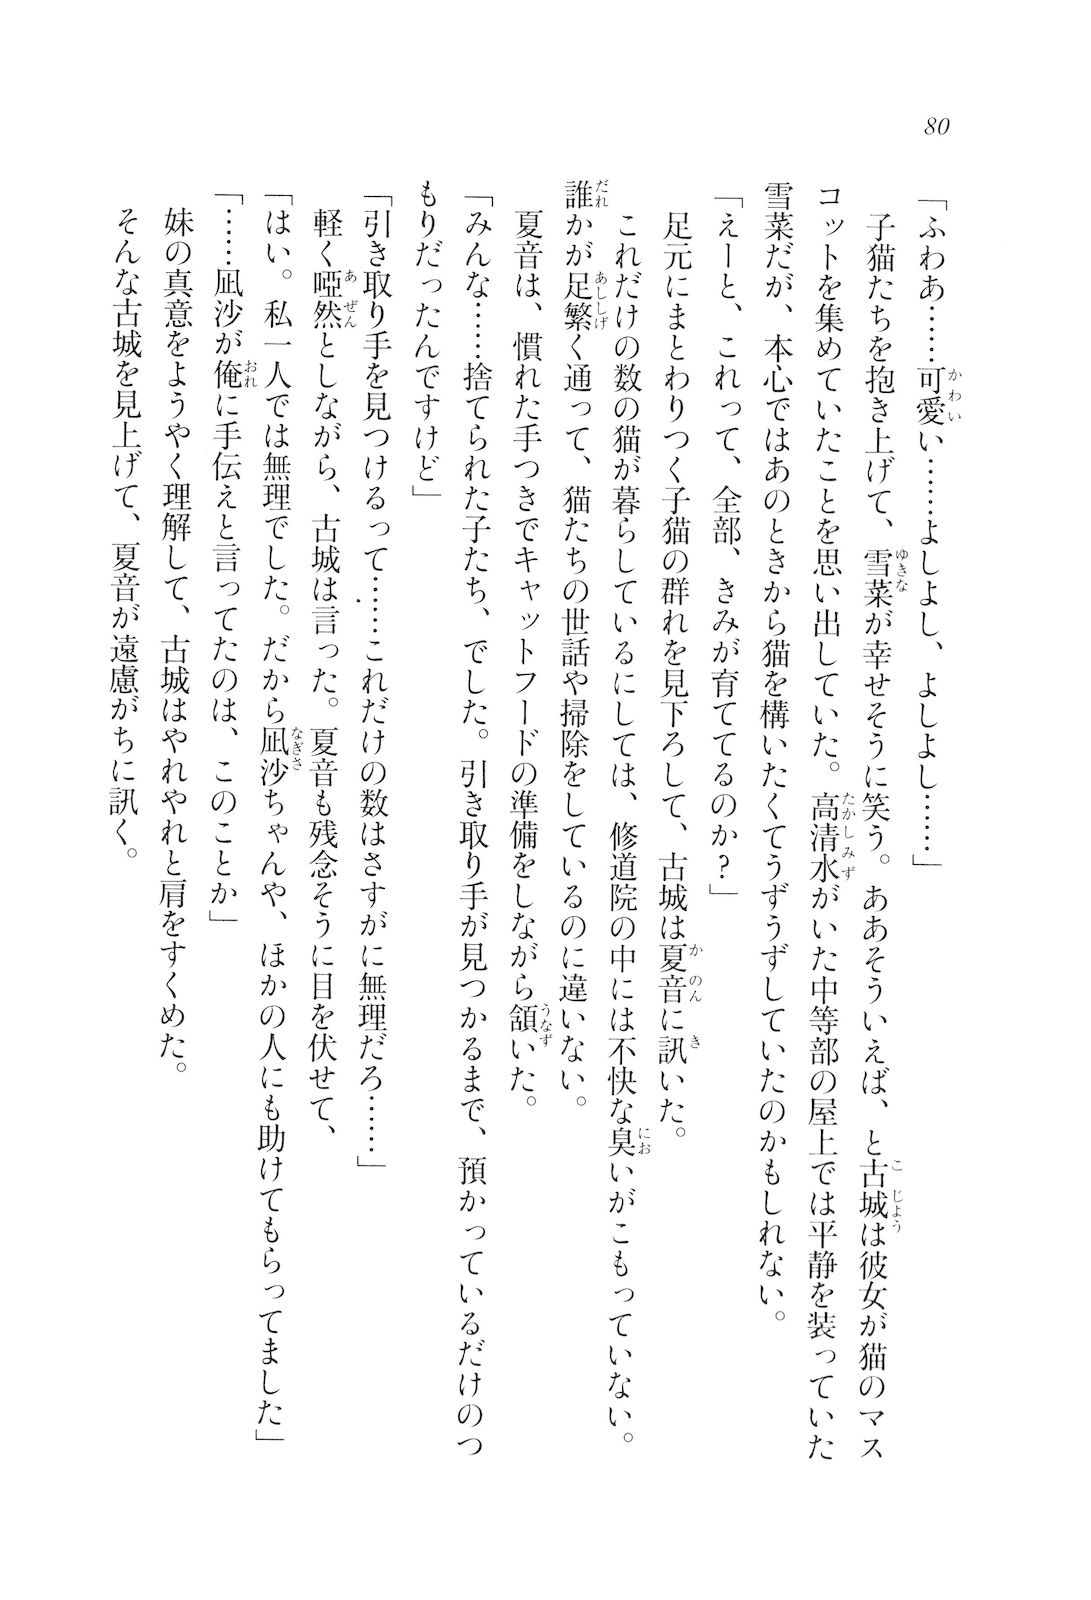 80
「ふわあ……可愛い……よしよし、よしよし……」
　子猫たちを抱き上げて、雪菜が幸せそうに笑う。ああそういえば、と古城は彼女が猫のマス
コットを集めていたことを思い出していた。高清水がいた中等部の屋上では平静を装っていた
雪菜だが、本心ではあのときから猫を構いたくてうずうずしていたのかもしれない。
「えーと、これって、全部、きみが育ててるのか？」
　足元にまとわりつく子猫の群れを見下ろして、古城は夏音に訊いた。
　これだけの数の猫が暮らしているにしては、修道院の中には不快な臭いがこもっていない。
誰かが足繁く通って、猫たちの世話や掃除をしているのに違いない。
　夏音は、慣れた手つきでキャットフードの準備をしながら頷いた。
「みんな……捨てられた子たち、でした。引き取り手が見つかるまで、預かっているだけのつ
もりだったんですけど」
「引き取り手を見つけるって……これだけの数はさすがに無理だろ……」
　軽く啞然としながら、古城は言った。夏音も残念そうに目を伏せて、
「はい。私一人では無理でした。だから凪沙ちゃんや、ほかの人にも助けてもらってました」
「……凪沙が俺に手伝えと言ってたのは、このことか」
　妹の真意をようやく理解して、古城はやれやれと肩をすくめた。
　そんな古城を見上げて、夏音が遠慮がちに訊く。